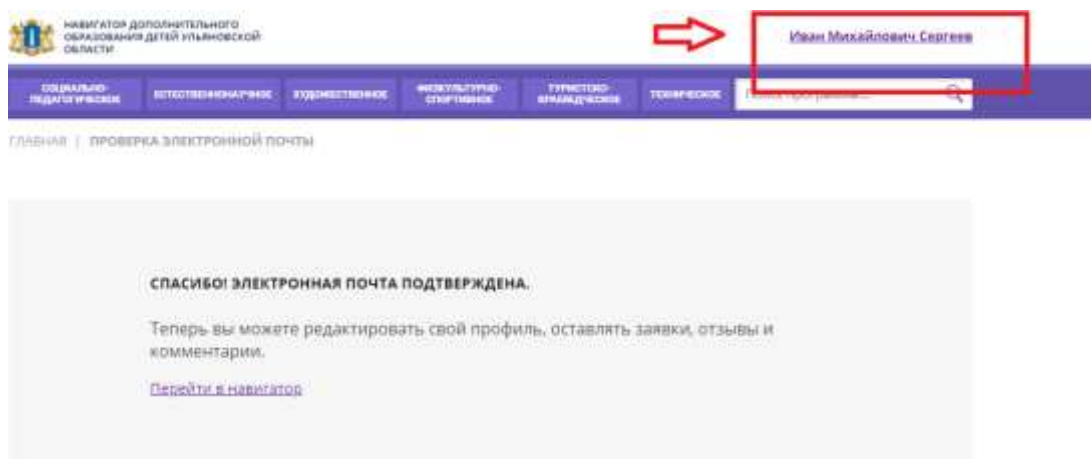 НАВИГАТОР ДОПОЛНИТЕЛЬНОГО
ОБРАЗОВАНИЯ ДЕТЕЙ УЛЬЯНОВСКОЙ
ОБЛАСТИ
Иван Михайлович Сергеев
СОЦИАЛЬНО-
ПЕДАГОГИЧЕСКОЕ
ЕСТЕСТВЕННОНАУЧНОЕ
ХУДОЖЕСТВЕННОЕ
ФИЗКУЛЬТУРНО-
СПОРТИВНОЕ
ТУРИСТСКО-
КРАЕВЕДЧЕСКОЕ
ТЕХНИЧЕСКОЕ
Поиск программы...
ГЛАВНАЯ | ПРОВЕРКА ЭЛЕКТРОННОЙ ПОЧТЫ
СПАСИБО! ЭЛЕКТРОННАЯ ПОЧТА ПОДТВЕРЖДЕНА.
Теперь вы можете редактировать свой профиль, оставлять заявки, отзывы и
комментарии.
Перейти в навигатор